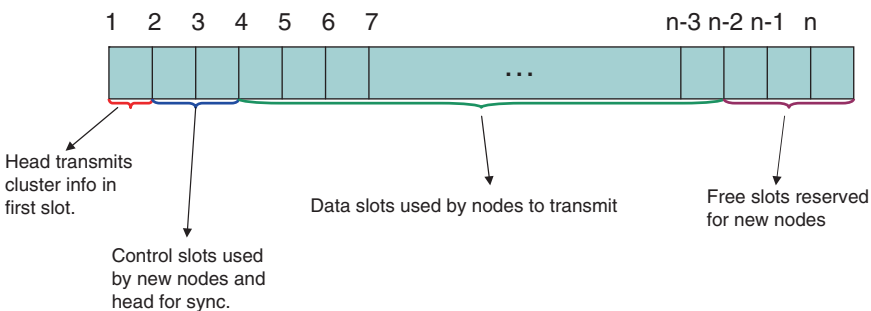 1 2 3 4 5 6 7 n-3 n-2 n-1 n
...
Head transmits
cluster info in
first slot.
Control slots used
by new nodes and
head for sync.
Data slots used by nodes to transmit
Free slots reserved
for new nodes